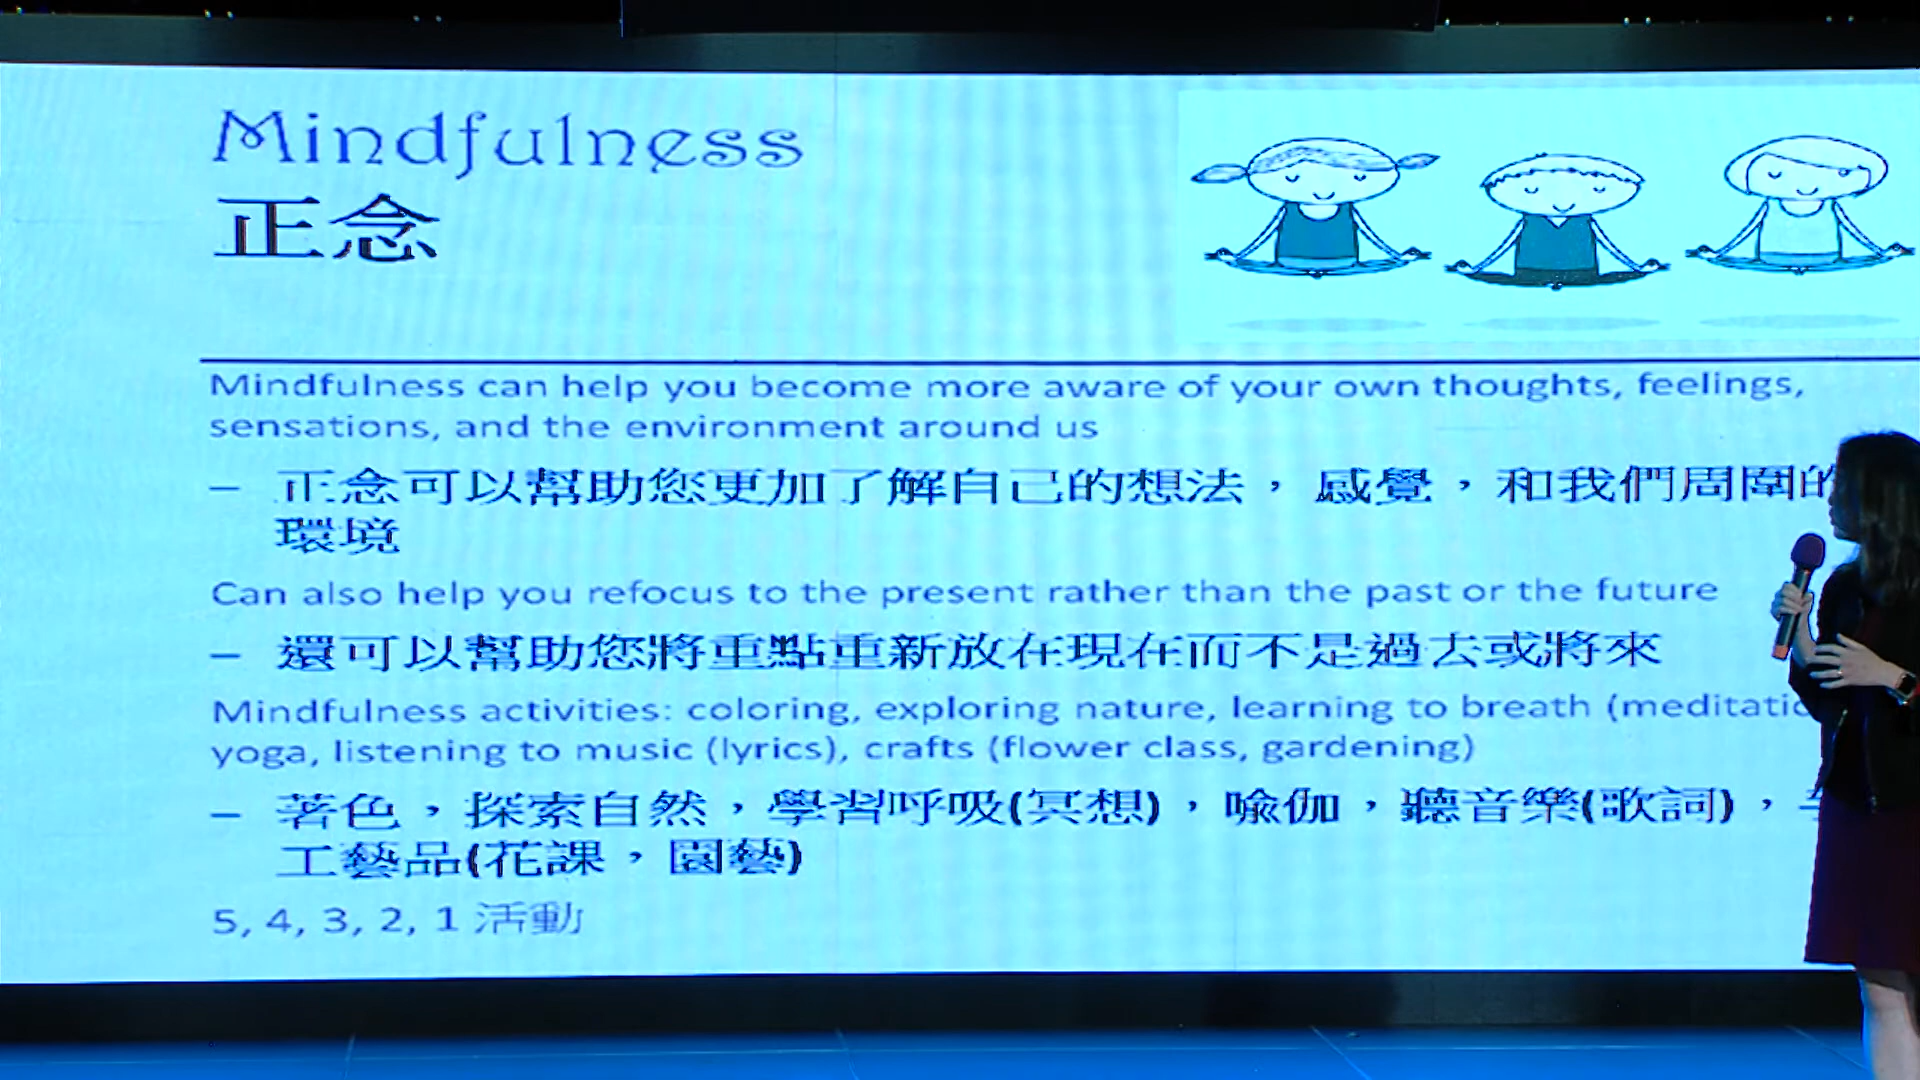 Mindfulness
正念
Mindfulness can help you become more aware of your own thoughts, feelings,
sensations, and the environment around us
– 正念可以幫助您更加了解自己的想法，感覺，和我們周圍的
環境
Can also help you refocus to the present rather than the past or the future
– 還可以幫助您將重點重新放在現在而不是過去或將來
Mindfulness activities: coloring, exploring nature, learning to breath
yoga, listening to music (lyrics), crafts (flower class, gardening)
– 著色，探索自然，學習呼吸(冥想)，喻伽，聽音樂(歌詞)，
工藝品(花課，園藝)
5, 4, 3, 2, 1 活動